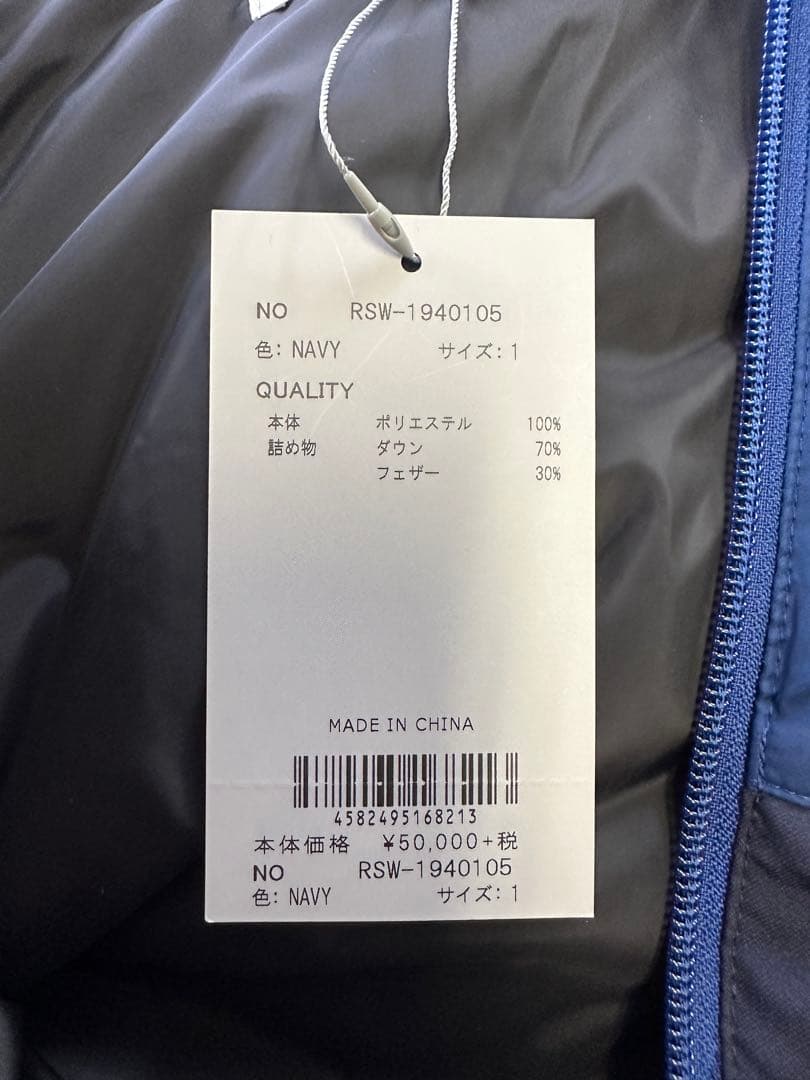 NO RSW-1940105
色: NAVY サイズ: 1
QUALITY
本体 ポリエステル 100%
詰め物 ダウン 70%
フェザー 30%
MADE IN CHINA
4582495168213
本体価格 ¥50,000+税
NO RSW-1940105
色: NAVY サイズ: 1